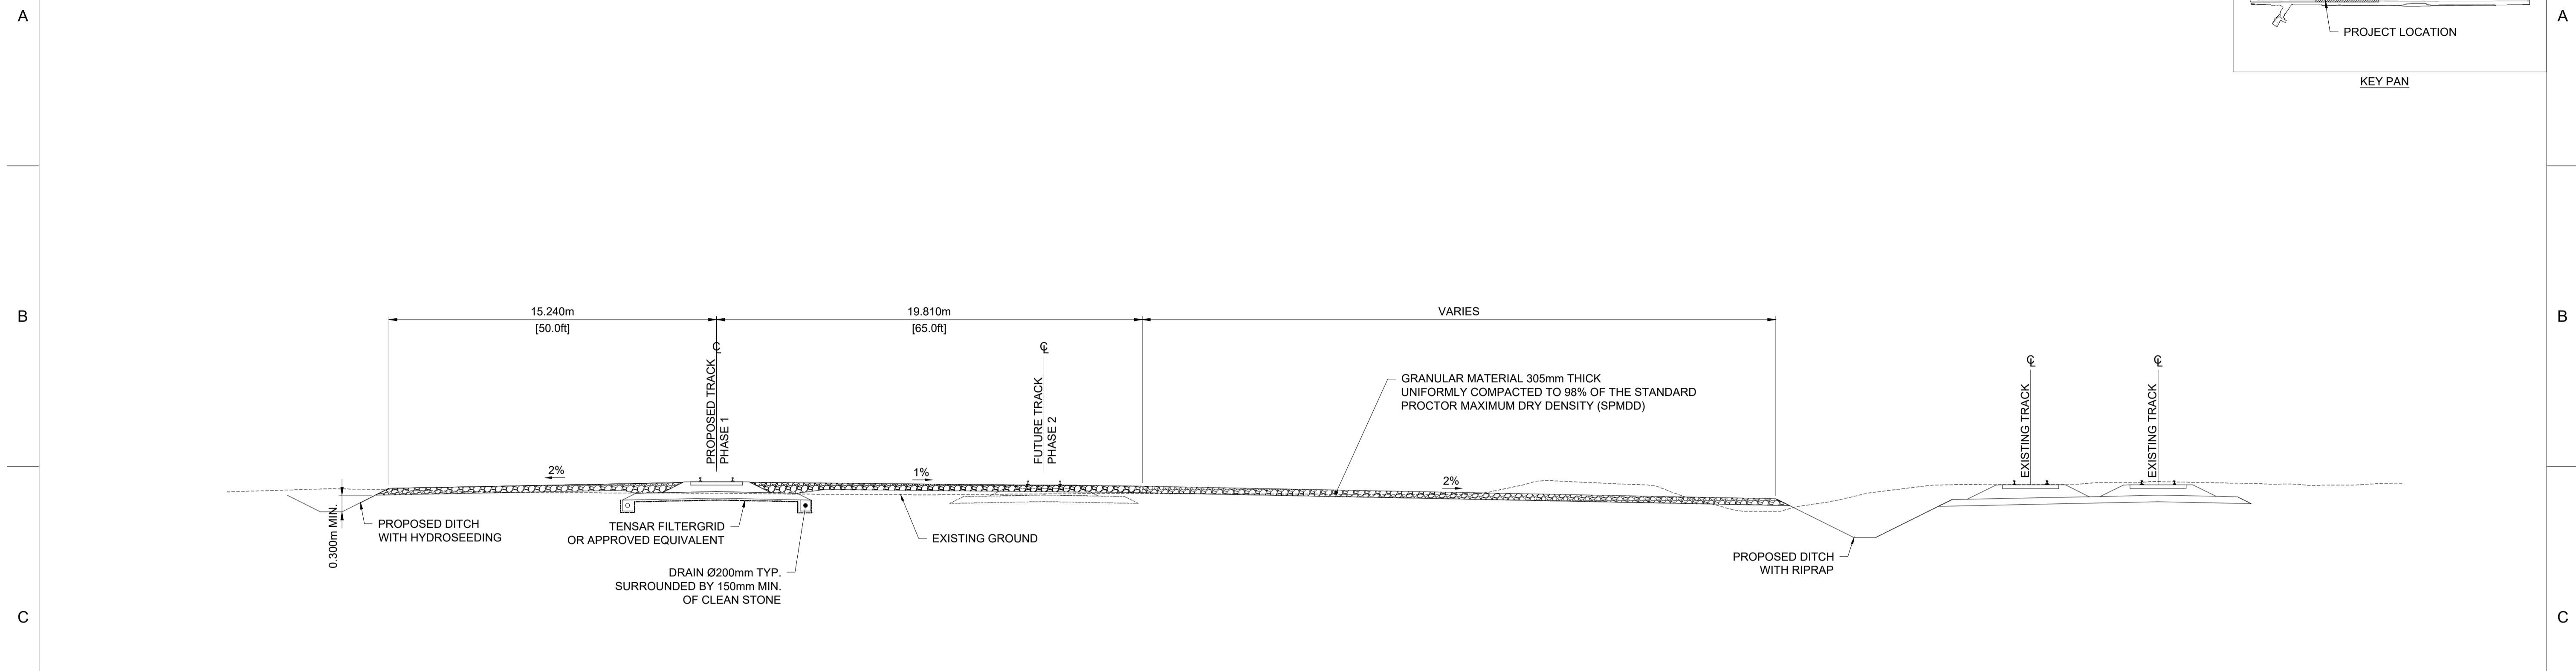 A
A
PROJECT LOCATION
KEY PAN
15.240m
[50.0ft]
19.810m
[65.0ft]
VARIES
B
B
℄
PROPOSED TRACK
PHASE 1
℄
FUTURE TRACK
PHASE 2
GRANULAR MATERIAL 305mm THICK
UNIFORMLY COMPACTED TO 98% OF THE STANDARD
PROCTOR MAXIMUM DRY DENSITY (SPMDD)
℄
EXISTING TRACK
℄
EXISTING TRACK
2%
1%
2%
0.300m MIN.
PROPOSED DITCH
WITH HYDROSEEDING
TENSAR FILTERGRID
OR APPROVED EQUIVALENT
EXISTING GROUND
DRAIN Ø200mm TYP.
SURROUNDED BY 150mm MIN.
OF CLEAN STONE
PROPOSED DITCH
WITH RIPRAP
C
C